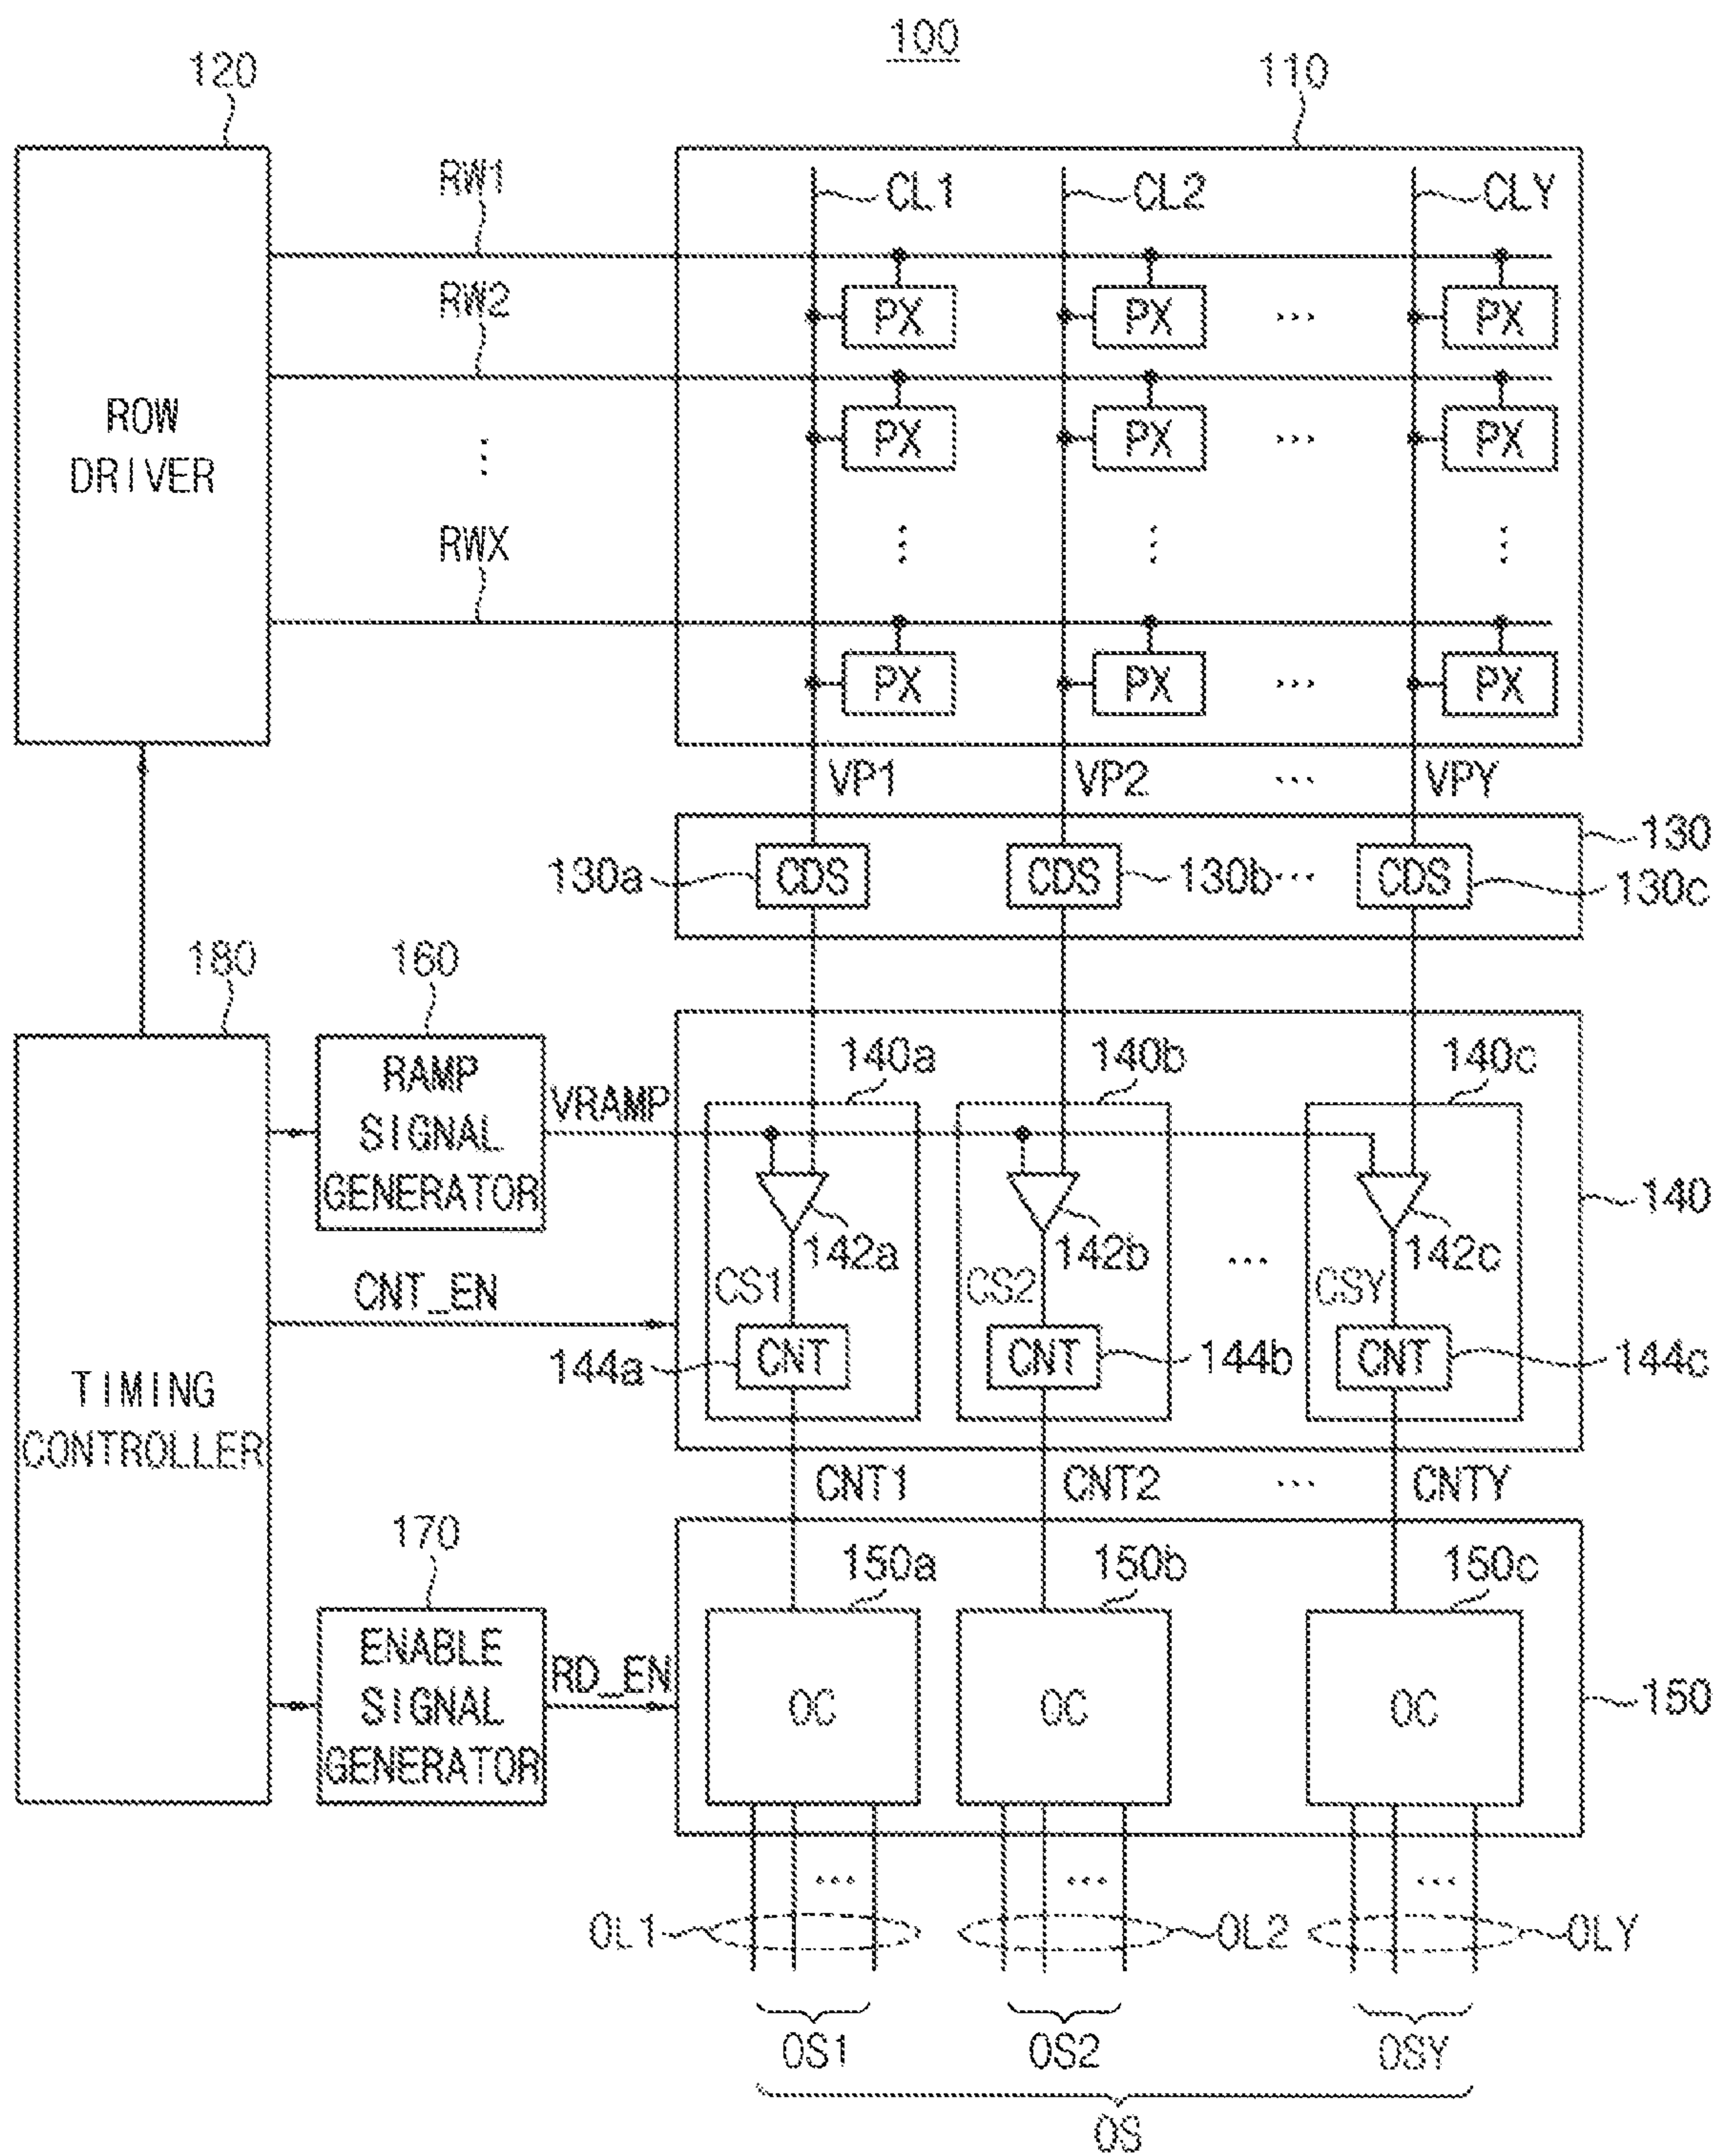 100
120
110
RW1
CL1
CL2
CLY
RW2
PX
PX
...
PX
ROW
DRIVER
PX
PX
...
PX
RWX
PX
PX
...
PX
VP1
VP2
...
VPY
130
130a
CDS
CDS
130b
...
CDS
130c
180
160
140a
140b
140c
RAMP
SIGNAL
GENERATOR
VRAMP
140
142a
142b
...
142c
CS1
CS2
CSY
CNT_EN
144a
CNT
CNT
144b
CNT
144c
TIMING
CONTROLLER
CNT1
CNT2
...
CNTY
170
150a
150b
150c
ENABLE
SIGNAL
GENERATOR
RD_EN
OC
OC
OC
150
...
...
...
OL1
OL2
OLY
OS1
OS2
OSY
OS